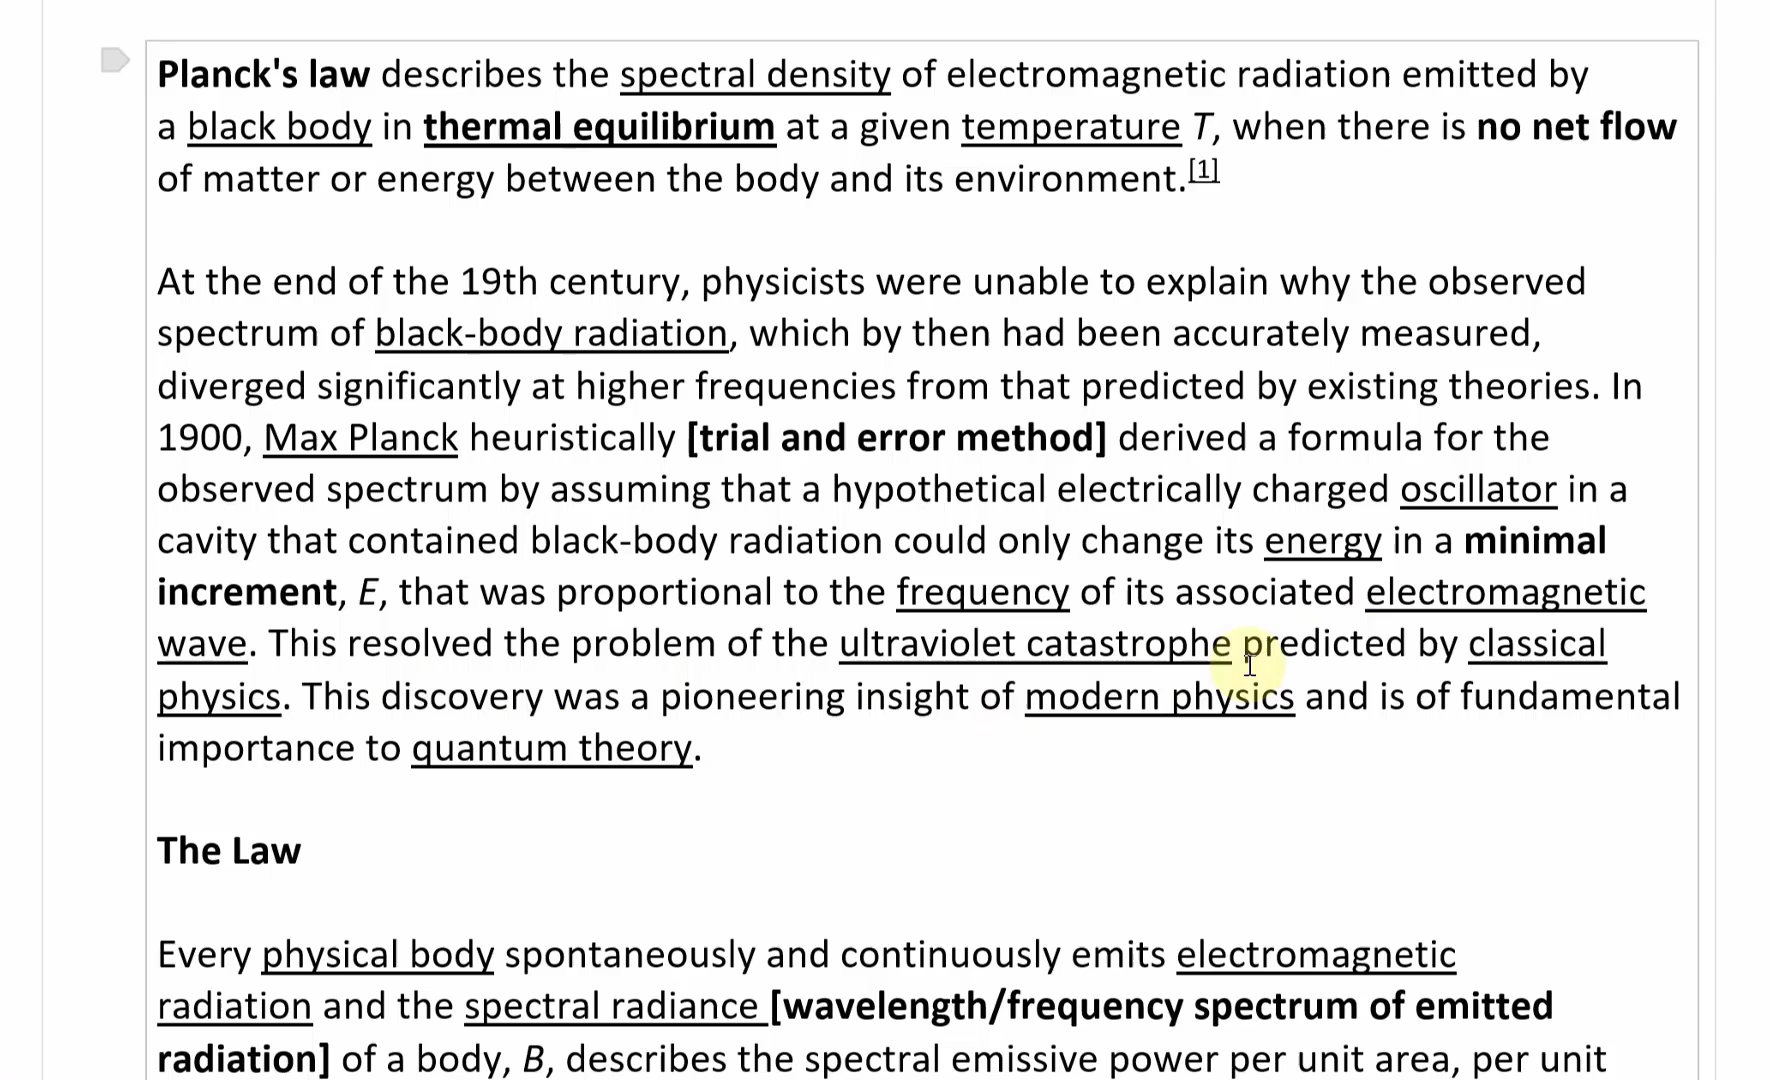 Planck's law describes the spectral density of electromagnetic radiation emitted by
a black body in thermal equilibrium at a given temperature T, when there is no net flow
of matter or energy between the body and its environment.[1]
At the end of the 19th century, physicists were unable to explain why the observed
spectrum of black-body radiation, which by then had been accurately measured,
diverged significantly at higher frequencies from that predicted by existing theories. In
1900, Max Planck heuristically [trial and error method] derived a formula for the
observed spectrum by assuming that a hypothetical electrically charged oscillator in a
cavity that contained black-body radiation could only change its energy in a minimal
increment, E, that was proportional to the frequency of its associated electromagnetic
wave. This resolved the problem of the ultraviolet catastrophe predicted by classical
physics. This discovery was a pioneering insight of modern physics and is of fundamental
importance to quantum theory.
The Law
Every physical body spontaneously and continuously emits electromagnetic
radiation and the spectral radiance [wavelength/frequency spectrum of emitted
radiation] of a body, B, describes the spectral emissive power per unit area, per unit